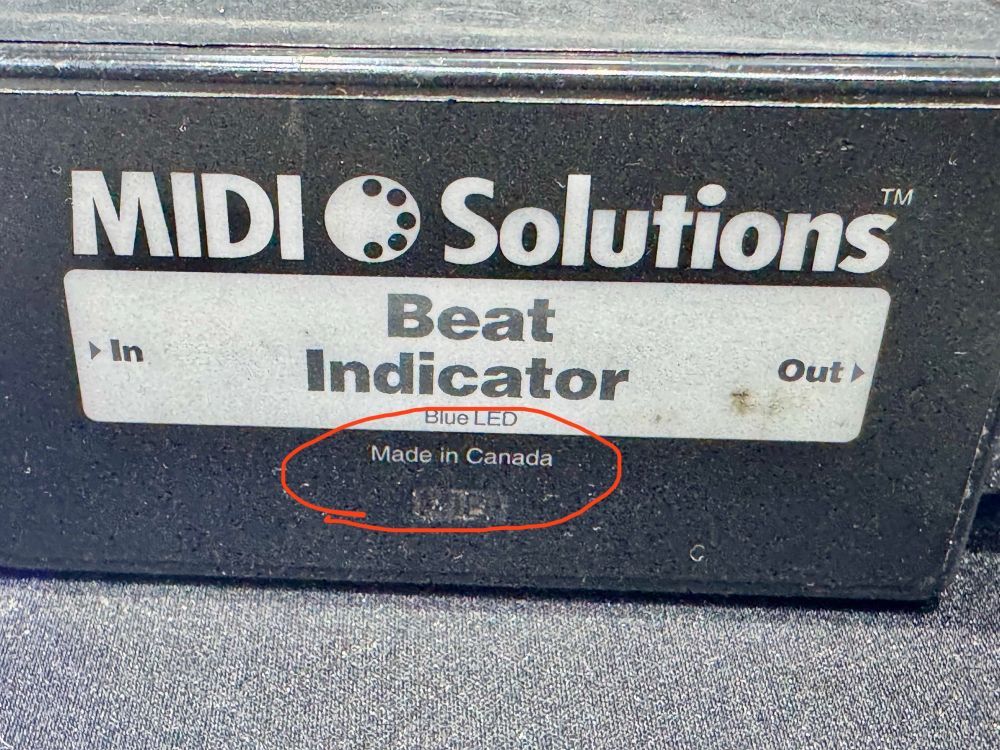 MIDI Solutions™
Beat
Indicator
In
Out
Blue LED
Made in Canada